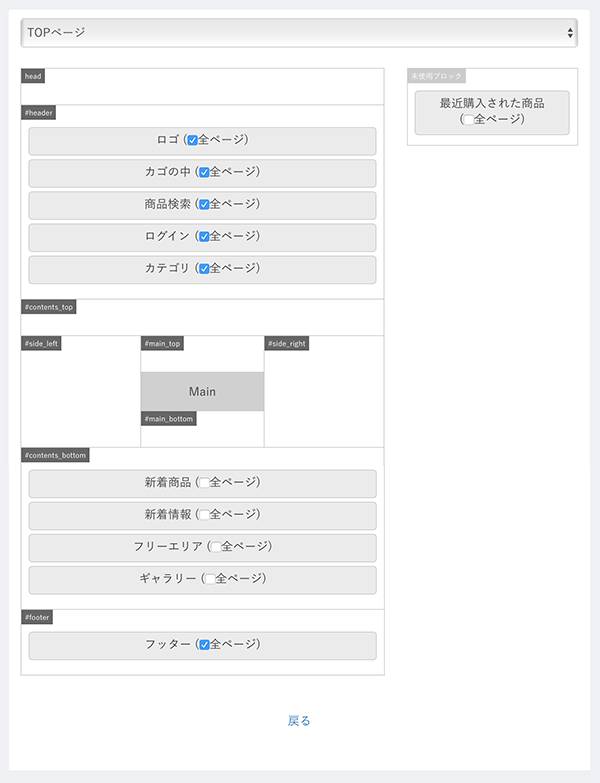 TOPページ
head
#header
ロゴ (全ページ)
カゴの中 (全ページ)
商品検索 (全ページ)
ログイン (全ページ)
カテゴリ (全ページ)
#contents_top
#side_left
#main_top
#side_right
Main
#main_bottom
#contents_bottom
新着商品 (全ページ)
新着情報 (全ページ)
フリーエリア (全ページ)
ギャラリー (全ページ)
#footer
フッター (全ページ)
未使用ブロック
最近購入された商品
(全ページ)
戻る